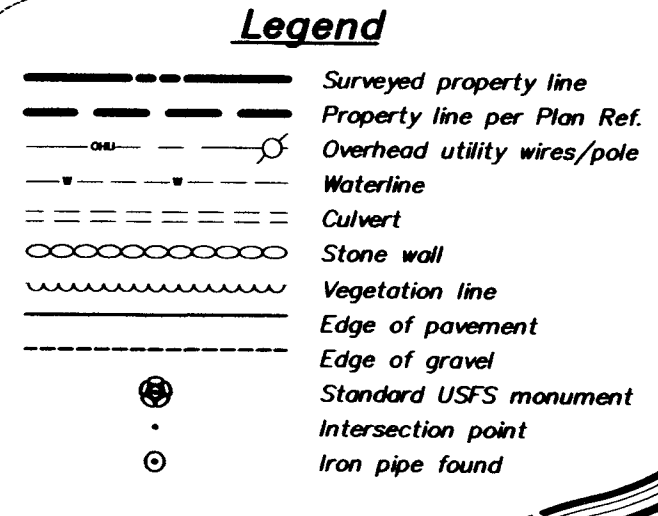 Legend
Surveyed property line
Property line per Plan Ref.
OHU Overhead utility wires/pole
W W Waterline
Culvert
Stone wall
Vegetation line
Edge of pavement
Edge of gravel
Standard USFS monument
Intersection point
Iron pipe found